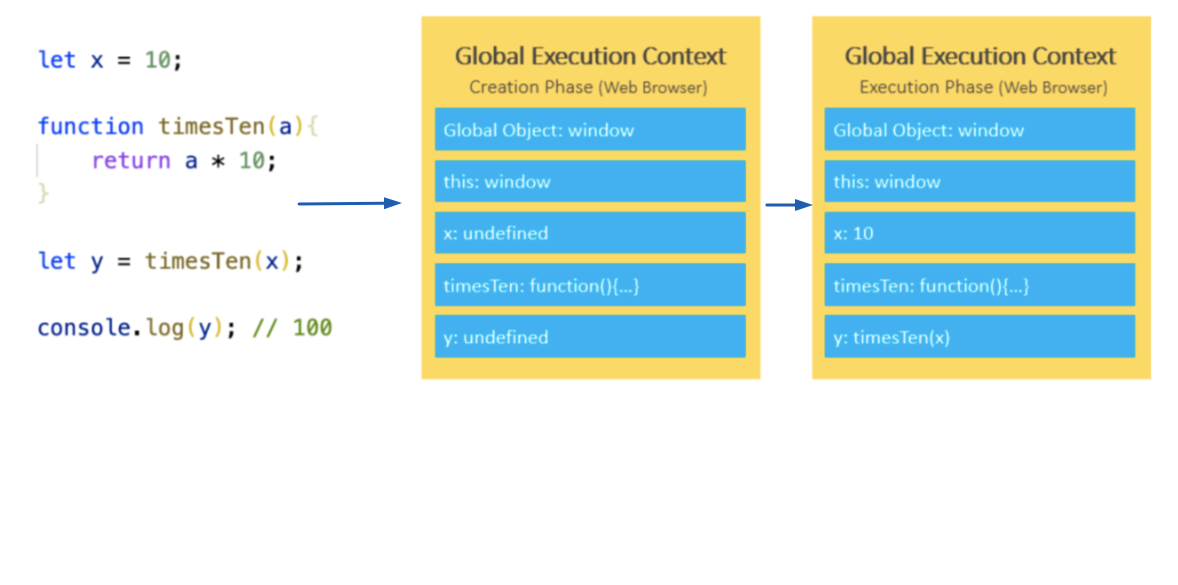 let x = 10;
function timesTen(a){
return a * 10;
}
let y = timesTen(x);
console.log(y); // 100
Global Execution Context
Creation Phase (Web Browser)
Global Object: window
this: window
x: undefined
timesTen: function(){...}
y: undefined
Global Execution Context
Execution Phase (Web Browser)
Global Object: window
this: window
x: 10
timesTen: function(){...}
y: timesTen(x)